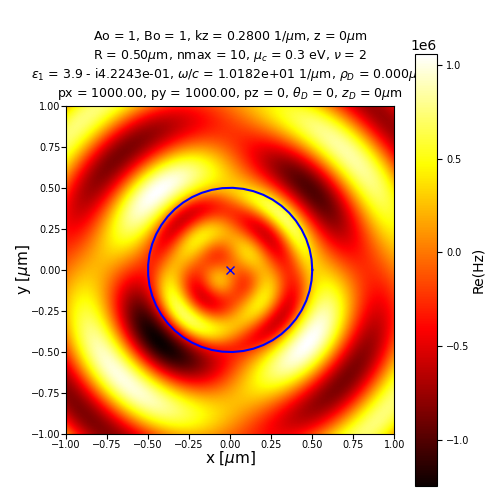 Ao = 1, Bo = 1, kz = 0.2800 1/μm, z = 0μm
R = 0.50μm, nmax = 10, μc = 0.3 eV, ν = 2
ε1 = 3.9 - i4.2243e-01, ω/c = 1.0182e+01 1/μm, ρD = 0.000μ
px = 1000.00, py = 1000.00, pz = 0, θD = 0, zD = 0μm
1e6
1.00
0.75
0.50
0.25
0.00
−0.25
−0.50
−0.75
−1.00
y [μm]
−1.00 −0.75 −0.50 −0.25 0.00 0.25 0.50 0.75 1.00
x [μm]
1.0
0.5
0.0
−0.5
−1.0
Re(Hz)